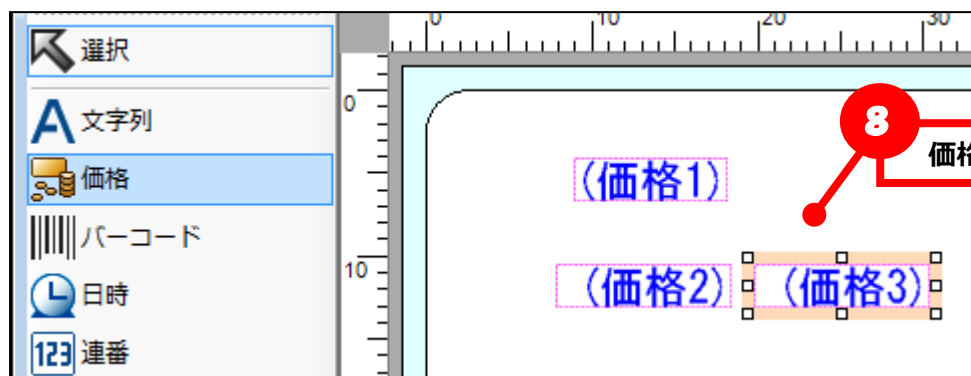 選択
文字列
価格
バーコード
日時
123 連番
0 10 20 30
0
10
8
価格
(価格1)
(価格2) (価格3)